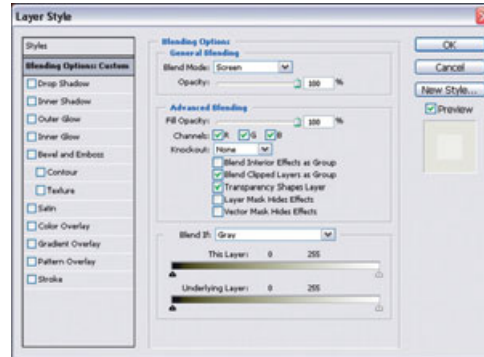 Layer Style
Styles
Blending Options: Custom
Drop Shadow
Inner Shadow
Outer Glow
Inner Glow
Bevel and Emboss
Contour
Texture
Satin
Color Overlay
Gradient Overlay
Pattern Overlay
Stroke
Blending Options
General Blending
Blend Mode: Screen
Opacity: 100 %
Advanced Blending
Fill Opacity: 100 %
Channels: R G B
Knockout: None
Blend Interior Effects as Group
Blend Clipped Layers as Group
Transparency Shapes Layer
Layer Mask Hides Effects
Vector Mask Hides Effects
Blend If: Gray
This Layer: 0 255
Underlying Layer: 0 255
OK
Cancel
New Style...
Preview